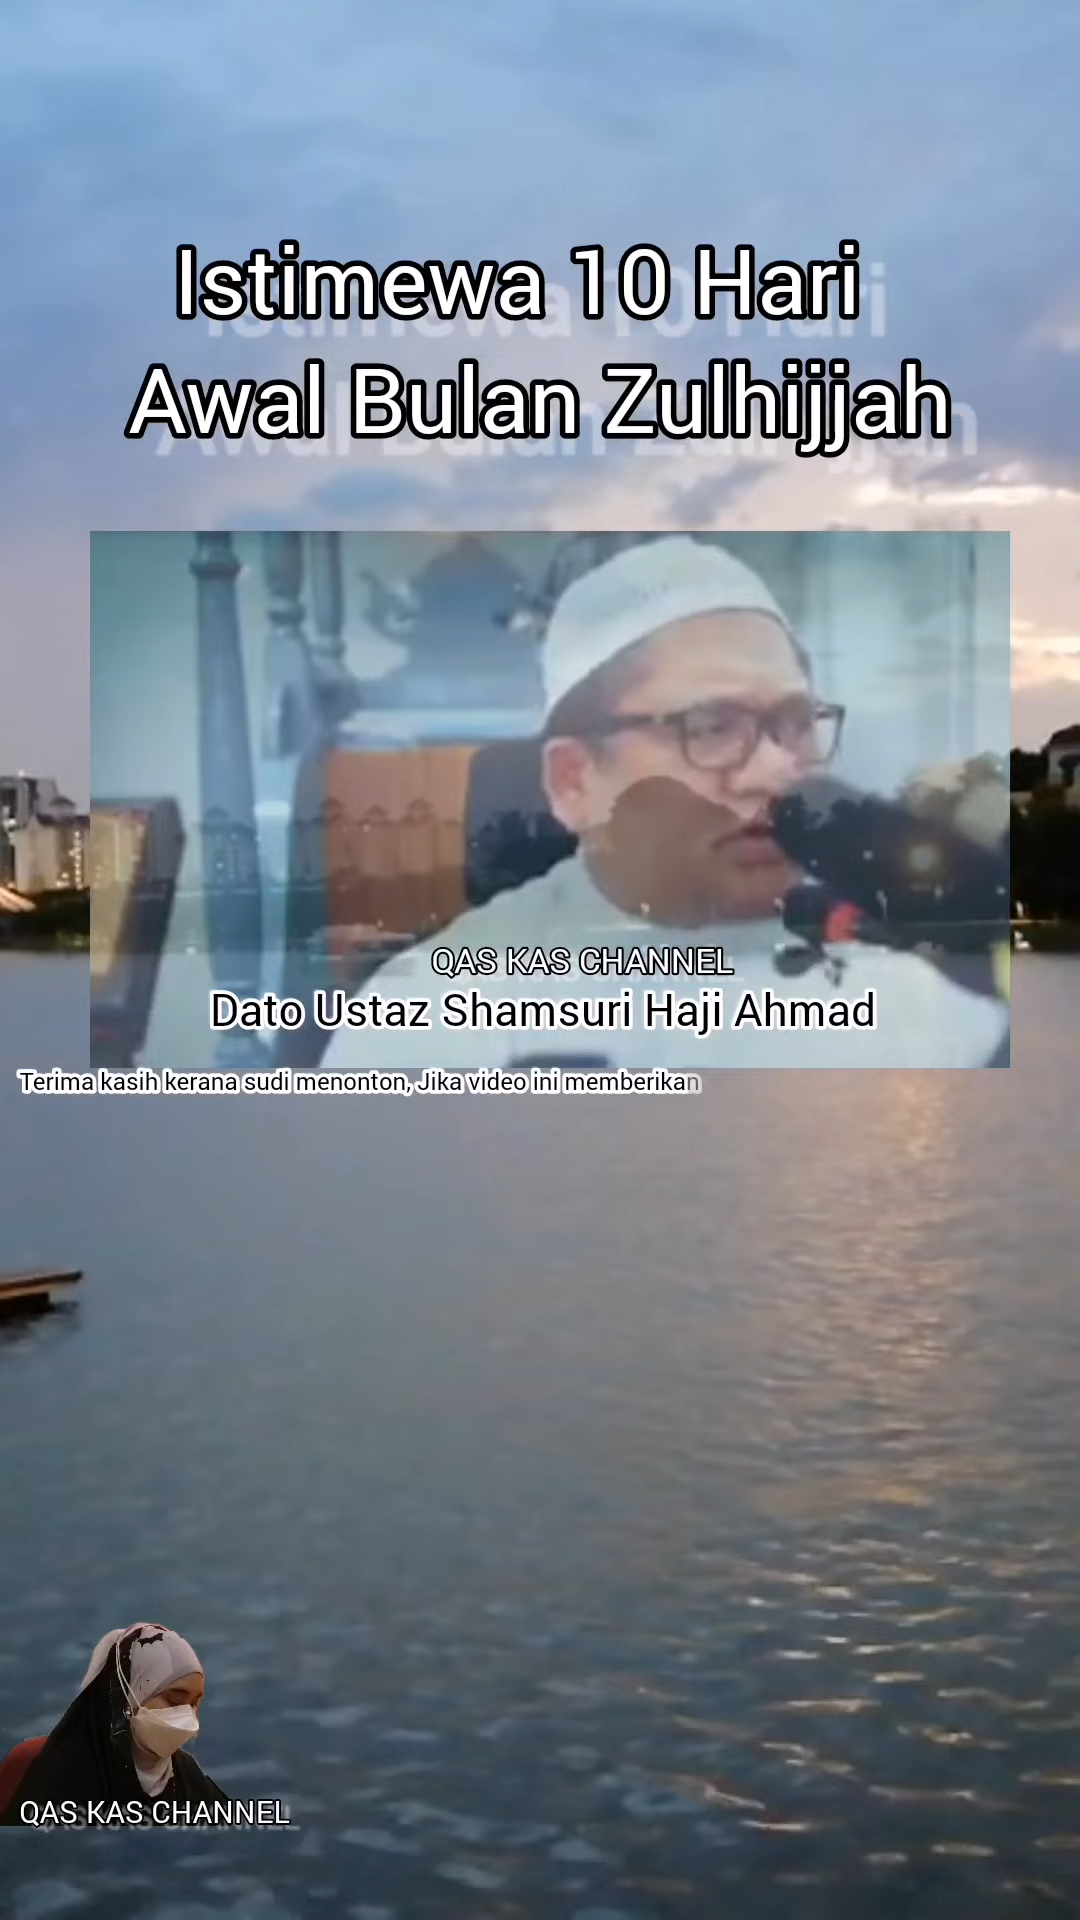 Istimewa 10 Hari
Awal Bulan Zulhijjah
QAS KAS CHANNEL
Dato Ustaz Shamsuri Haji Ahmad
Terima kasih kerana sudi menonton, Jika video ini memberikan
QAS KAS CHANNEL